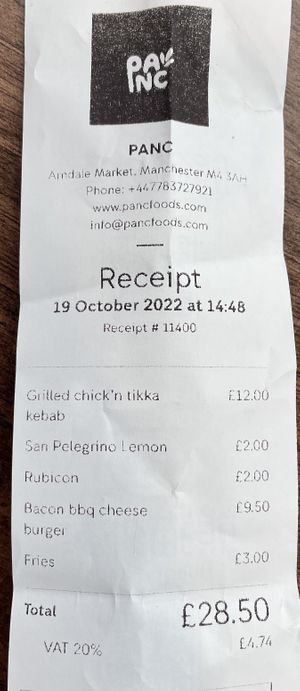 PANC
PANC
Arndale Market, Manchester M4 3AH
Phone: +447783727921
www.pancfoods.com
info@pancfoods.com
Receipt
19 October 2022 at 14:48
Receipt # 11400
Grilled chick'n tikka £12.00
kebab
San Pelegrino Lemon £2.00
Rubicon £2.00
Bacon bbq cheese £9.50
burger
Fries £3.00
Total £28.50
VAT 20% £4.74